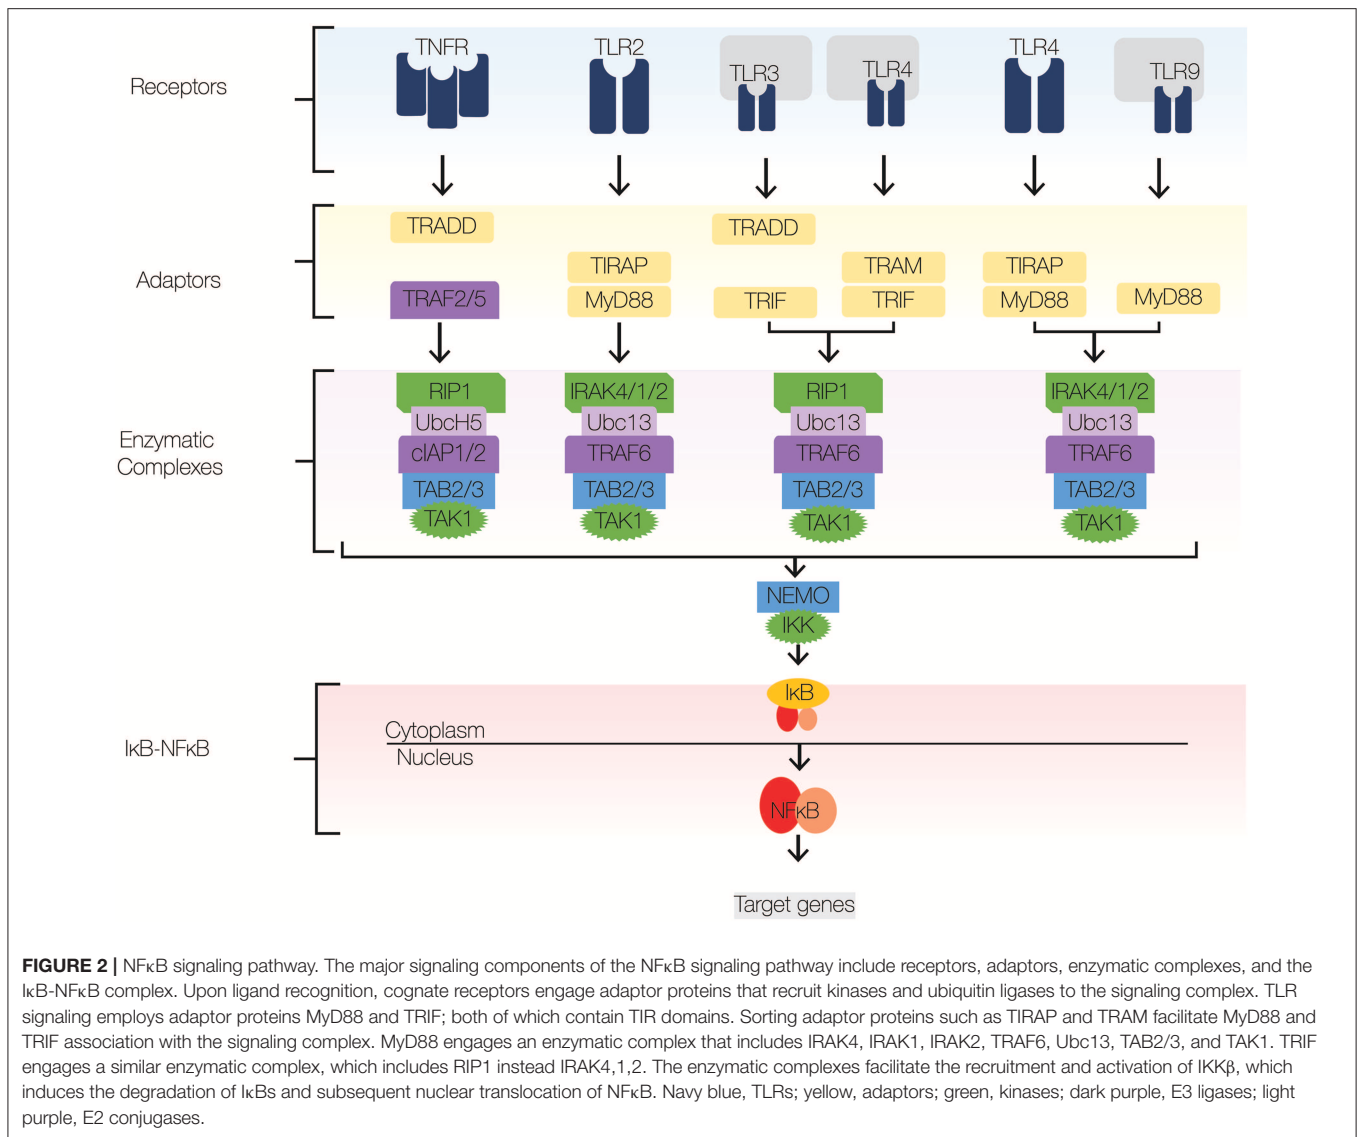 Receptors
TNFR
TLR2
TLR3
TLR4
TLR4
TLR9
Adaptors
TRADD
TRADD
TIRAP
TRAM
TIRAP
TRAF2/5
MyD88
TRIF
TRIF
MyD88
MyD88
Enzymatic
Complexes
RIP1
IRAK4/1/2
RIP1
IRAK4/1/2
UbcH5
Ubc13
Ubc13
Ubc13
cIAP1/2
TRAF6
TRAF6
TRAF6
TAB2/3
TAB2/3
TAB2/3
TAB2/3
TAK1
TAK1
TAK1
TAK1
NEMO
IKK
IκB-NFκB
IκB
Cytoplasm
Nucleus
NFκB
Target genes
FIGURE 2 | NFκB signaling pathway. The major signaling components of the NFκB signaling pathway include receptors, adaptors, enzymatic complexes, and the
IκB-NFκB complex. Upon ligand recognition, cognate receptors engage adaptor proteins that recruit kinases and ubiquitin ligases to the signaling complex. TLR
signaling employs adaptor proteins MyD88 and TRIF; both of which contain TIR domains. Sorting adaptor proteins such as TIRAP and TRAM facilitate MyD88 and
TRIF association with the signaling complex. MyD88 engages an enzymatic complex that includes IRAK4, IRAK1, IRAK2, TRAF6, Ubc13, TAB2/3, and TAK1. TRIF
engages a similar enzymatic complex, which includes RIP1 instead IRAK4,1,2. The enzymatic complexes facilitate the recruitment and activation of IKKβ, which
induces the degradation of IκBs and subsequent nuclear translocation of NFκB. Navy blue, TLRs; yellow, adaptors; green, kinases; dark purple, E3 ligases; light
purple, E2 conjugases.